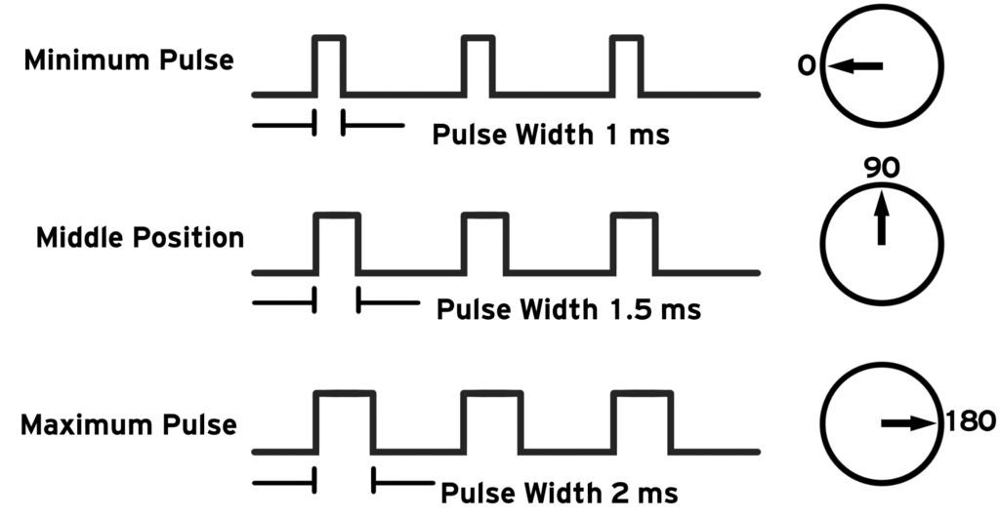 Minimum Pulse
0
Pulse Width 1 ms
90
Middle Position
Pulse Width 1.5 ms
Maximum Pulse
180
Pulse Width 2 ms